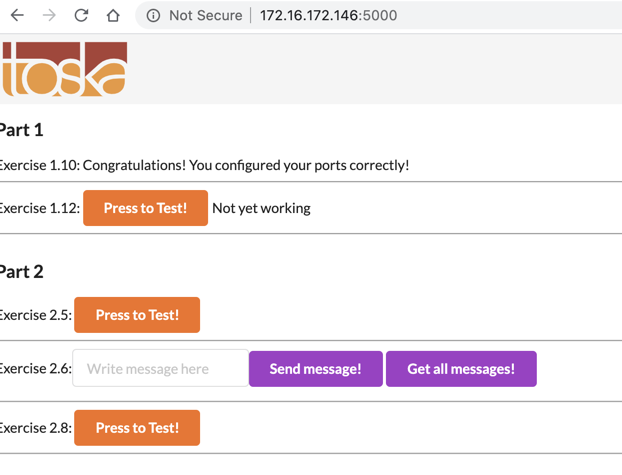 Not Secure | 172.16.172.146:5000
toska
Part 1
Exercise 1.10: Congratulations! You configured your ports correctly!
Exercise 1.12: Press to Test! Not yet working
Part 2
Exercise 2.5: Press to Test!
Exercise 2.6: Write message here Send message! Get all messages!
Exercise 2.8: Press to Test!